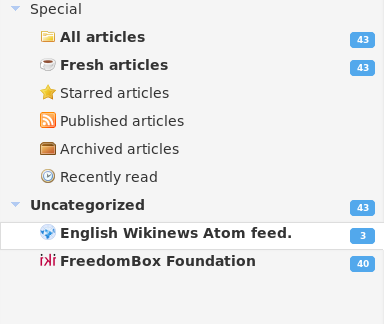 Special
All articles 43
Fresh articles 43
Starred articles
Published articles
Archived articles
Recently read
Uncategorized 43
English Wikinews Atom feed. 3
FreedomBox Foundation 40